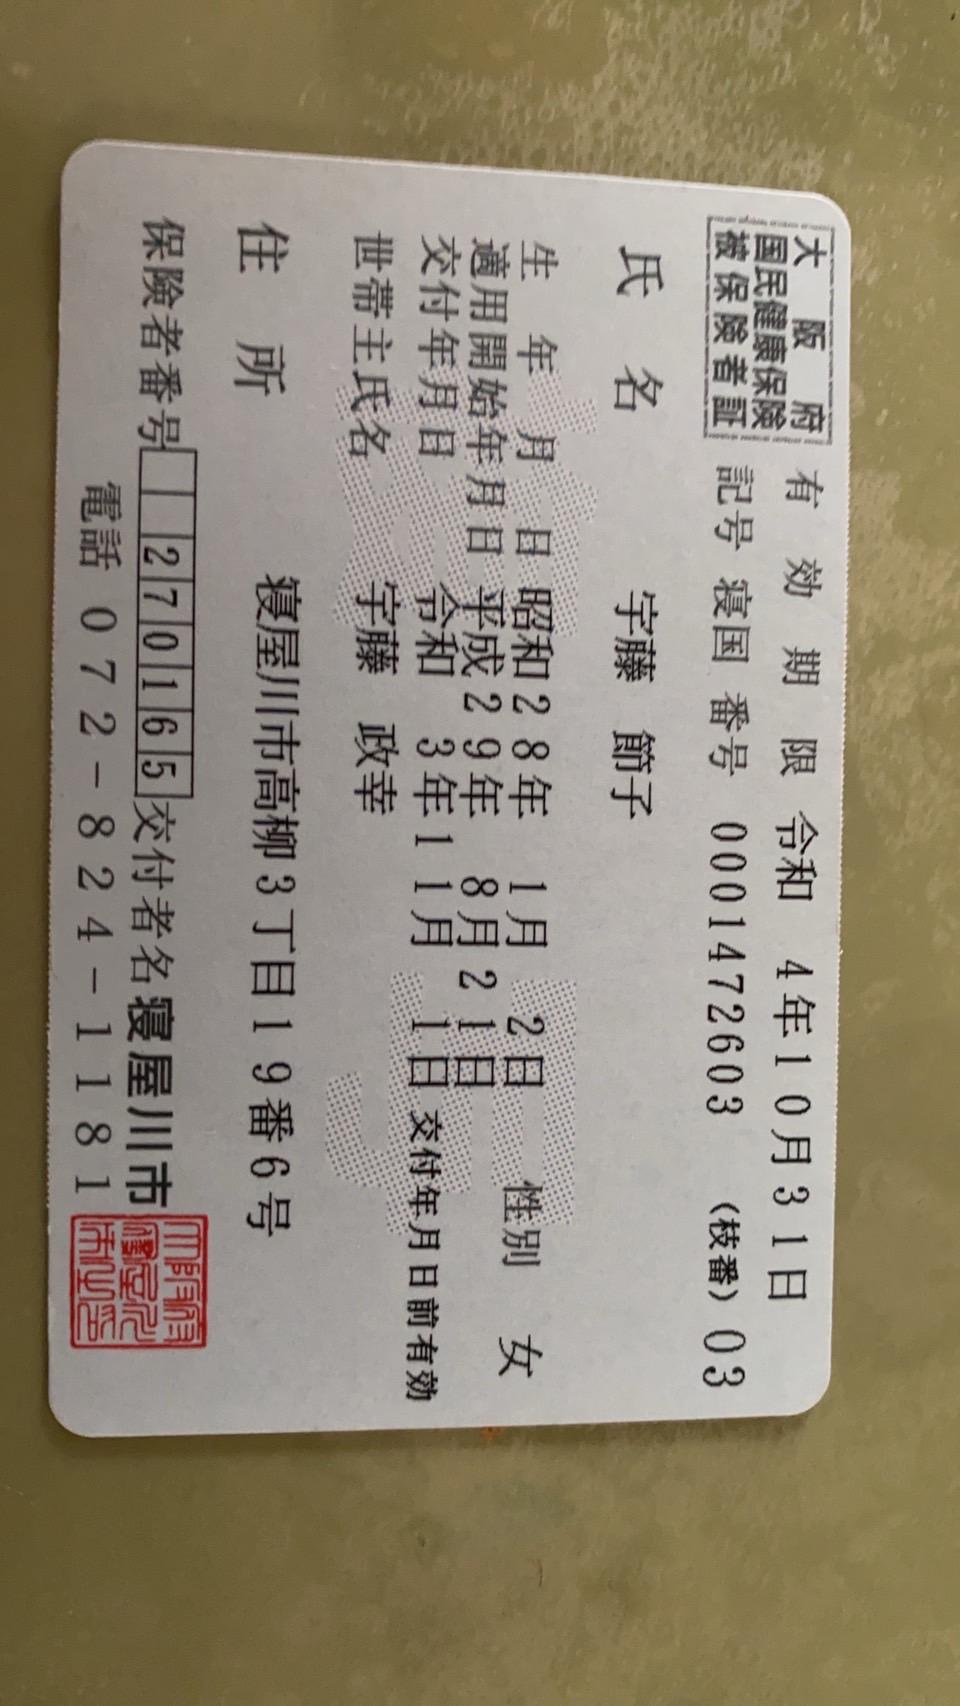 大阪府
国民健康保険
被保険者証
有効期限 令和 4年10月31日
記号 寝国 番号 0001472603 (枝番) 03
氏名 宇藤 節子
生年月日 昭和28年 1月 2日 性別 女
適用開始年月日 平成29年 8月21日
交付年月日 令和 3年11月 1日 交付年月日前有効
世帯主氏名 宇藤 政幸
住所 寝屋川市高柳3丁目19番6号
保険者番号 270165 交付者名 寝屋川市
電話 072-824-1181